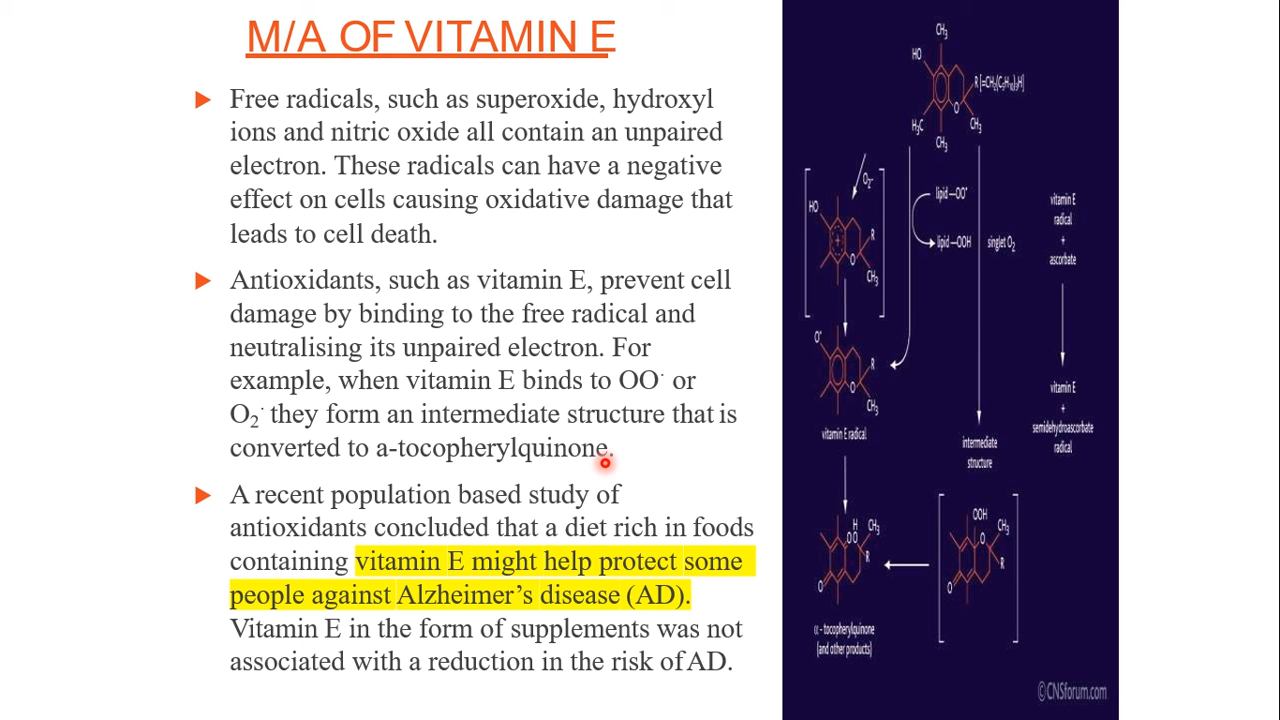 M/A OF VITAMIN E
Free radicals, such as superoxide, hydroxyl
ions and nitric oxide all contain an unpaired
electron. These radicals can have a negative
effect on cells causing oxidative damage that
leads to cell death.
Antioxidants, such as vitamin E, prevent cell
damage by binding to the free radical and
neutralising its unpaired electron. For
example, when vitamin E binds to OO· or
O₂· they form an intermediate structure that is
converted to a-tocopherylquinone.
A recent population based study of
antioxidants concluded that a diet rich in foods
containing vitamin E might help protect some
people against Alzheimer’s disease (AD).
Vitamin E in the form of supplements was not
associated with a reduction in the risk of AD.
CH₃
HO
H₃C
O
CH₃
CH₃
HO
O
R
CH₃
lipid—OO•
lipid—OOH
singlet O₂
vitamin E
radical
+
ascorbate
O•
R
O
CH₃
vitamin E radical
intermediate
structure
vitamin E
+
semidehydroascorbate
radical
H
CH₃
O O
R
O
OOH
CH₃
O
R
O
α - tocopherylquinone
(and other products)
©CNSforum.com